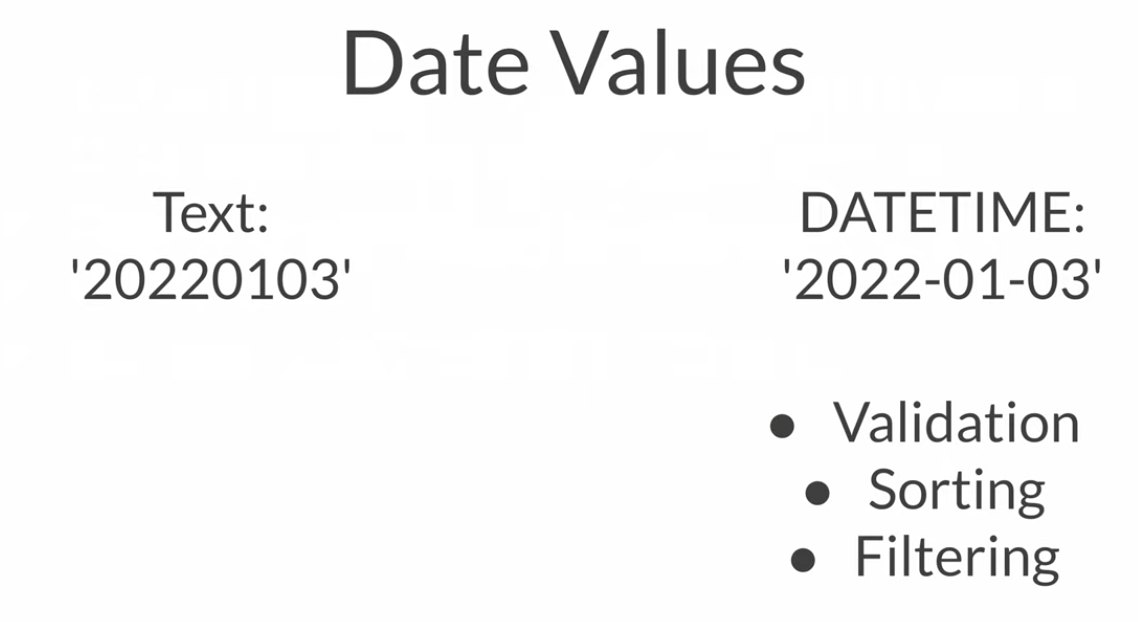 Date Values
Text:
'20220103'
DATETIME:
'2022-01-03'
● Validation
● Sorting
● Filtering